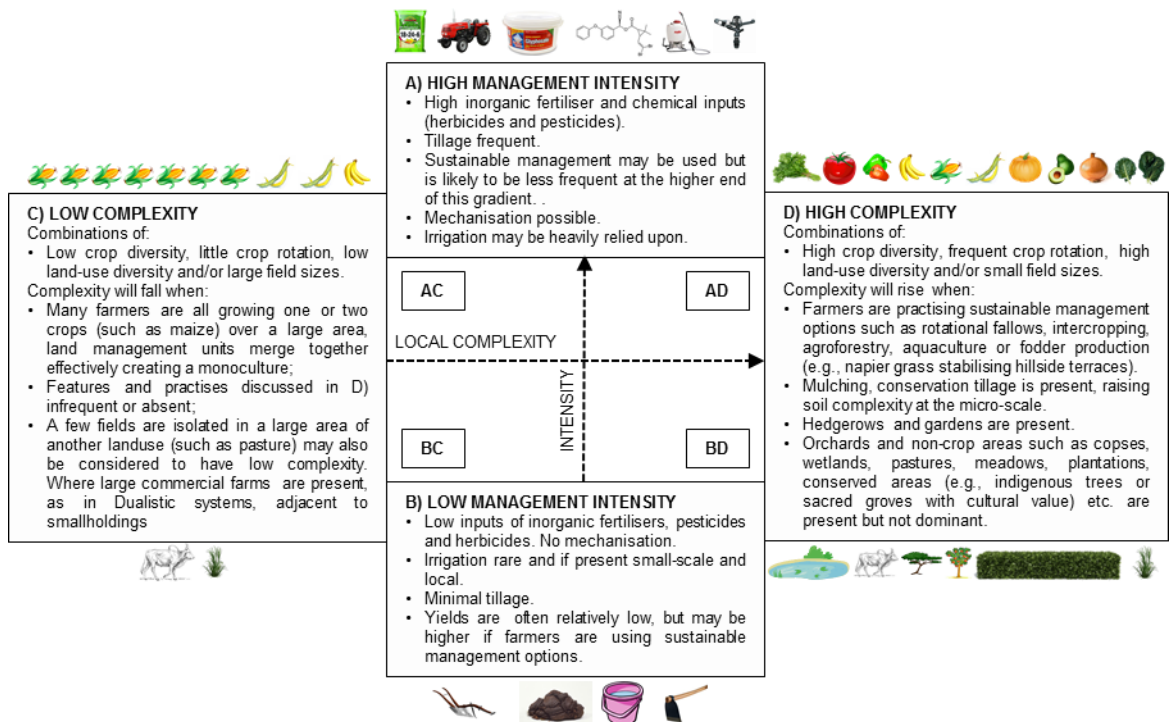 18-24-6
A) HIGH MANAGEMENT INTENSITY
• High inorganic fertiliser and chemical inputs
(herbicides and pesticides).
• Tillage frequent.
• Sustainable management may be used but
is likely to be less frequent at the higher end
of this gradient. .
• Mechanisation possible.
• Irrigation may be heavily relied upon.
C) LOW COMPLEXITY
Combinations of:
• Low crop diversity, little crop rotation, low
land-use diversity and/or large field sizes.
Complexity will fall when:
• Many farmers are all growing one or two
crops (such as maize) over a large area,
land management units merge together
effectively creating a monoculture;
• Features and practises discussed in D)
infrequent or absent;
• A few fields are isolated in a large area of
another landuse (such as pasture) may also
be considered to have low complexity.
Where large commercial farms are present,
as in Dualistic systems, adjacent to
smallholdings
AC
AD
LOCAL COMPLEXITY
INTENSITY
BC
BD
D) HIGH COMPLEXITY
Combinations of:
• High crop diversity, frequent crop rotation, high
land-use diversity and/or small field sizes.
Complexity will rise when:
• Farmers are practising sustainable management
options such as rotational fallows, intercropping,
agroforestry, aquaculture or fodder production
(e.g., napier grass stabilising hillside terraces).
• Mulching, conservation tillage is present, raising
soil complexity at the micro-scale.
• Hedgerows and gardens are present.
• Orchards and non-crop areas such as copses,
wetlands, pastures, meadows, plantations,
conserved areas (e.g., indigenous trees or
sacred groves with cultural value) etc. are
present but not dominant.
B) LOW MANAGEMENT INTENSITY
• Low inputs of inorganic fertilisers, pesticides
and herbicides. No mechanisation.
• Irrigation rare and if present small-scale and
local.
• Minimal tillage.
• Yields are often relatively low, but may be
higher if farmers are using sustainable
management options.